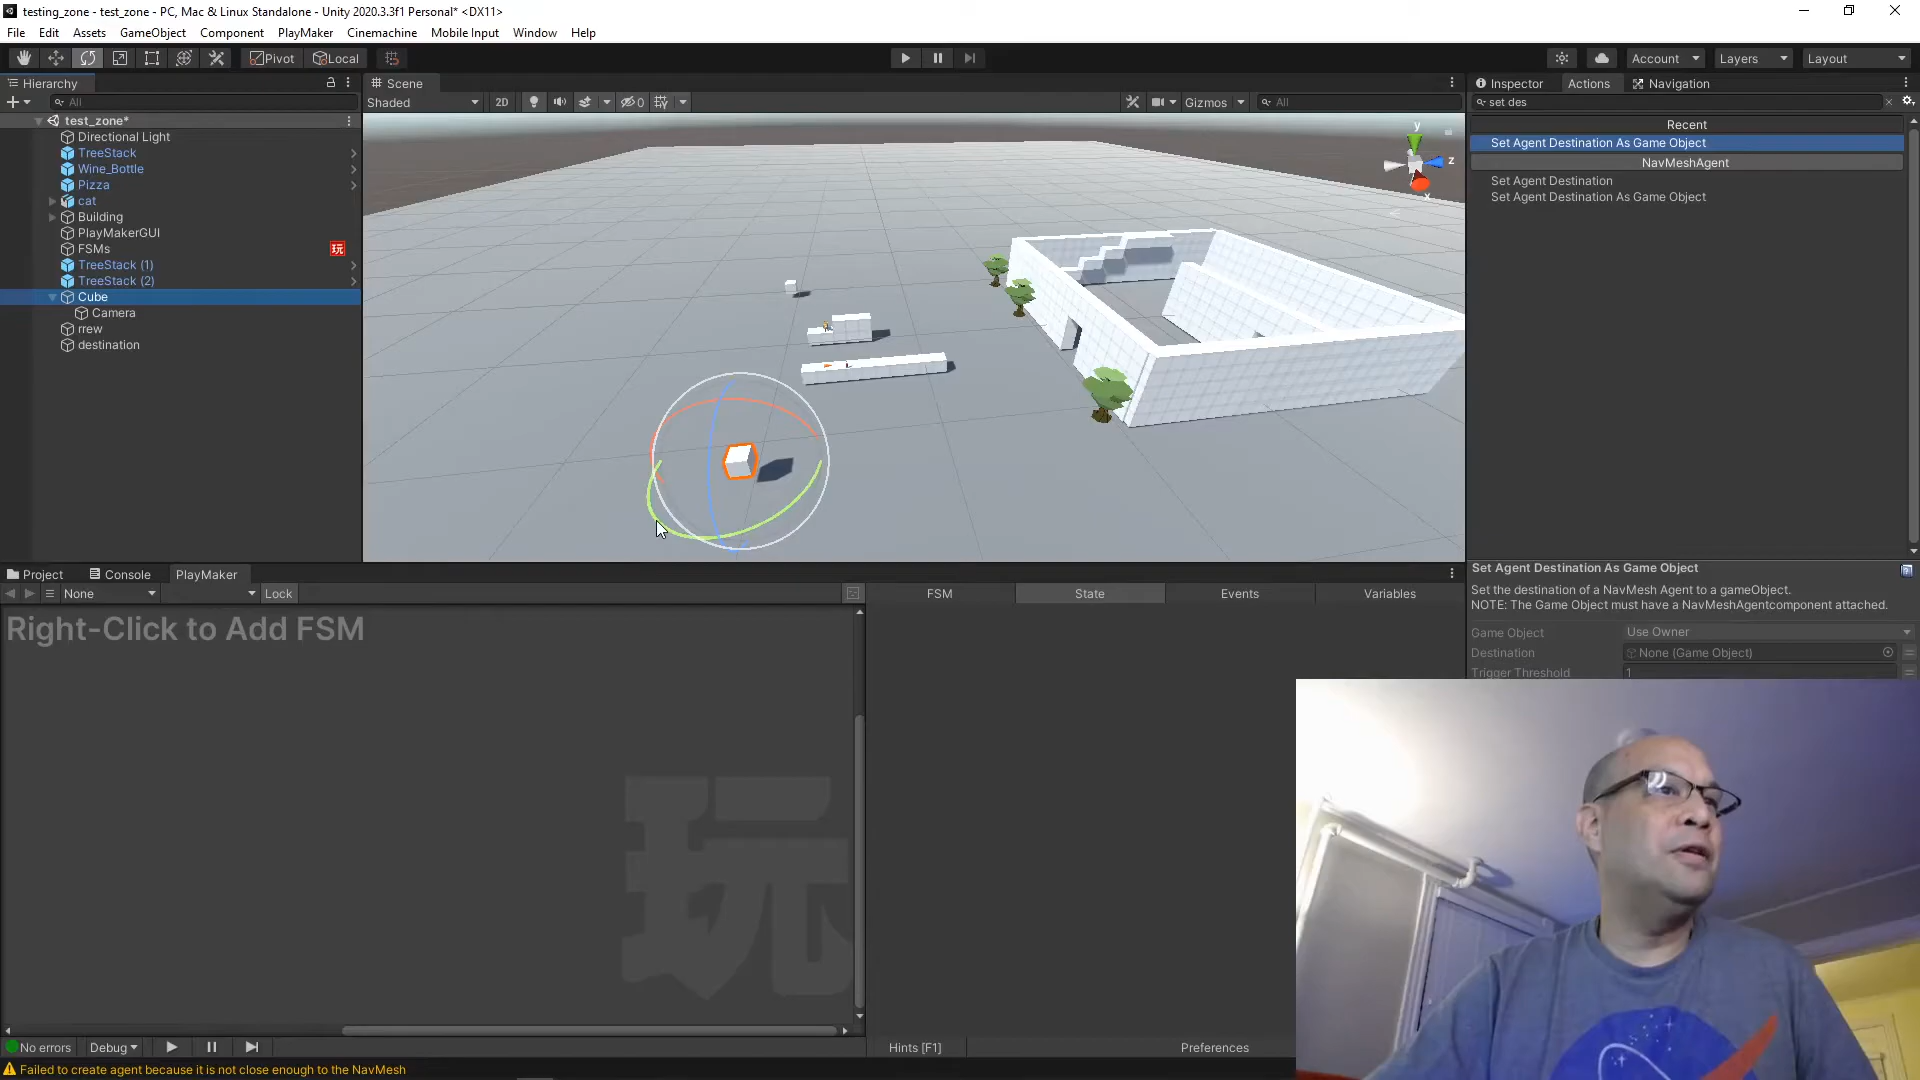 testing_zone - test_zone - PC, Mac & Linux Standalone - Unity 2020.3.3f1 Personal* <DX11>
File Edit Assets GameObject Component PlayMaker Cinemachine Mobile Input Window Help
Pivot Local Account Layers Layout
Hierarchy
All
test_zone*
Directional Light
TreeStack
Wine_Bottle
Pizza
cat
Building
PlayMakerGUI
FSMs 玩
TreeStack (1)
TreeStack (2)
Cube
Camera
rrew
destination
Scene
Shaded 2D 0 Gizmos All
y
z
x
Inspector Actions Navigation
set des
Recent
Set Agent Destination As Game Object
NavMeshAgent
Set Agent Destination
Set Agent Destination As Game Object
Set Agent Destination As Game Object
Set the destination of a NavMesh Agent to a gameObject.
NOTE: The Game Object must have a NavMeshAgentcomponent attached.
Game Object Use Owner
Destination None (Game Object)
Trigger Threshold 1
Project Console PlayMaker
None Lock
FSM State Events Variables
Right-Click to Add FSM
玩
No errors Debug
Hints [F1] Preferences
Failed to create agent because it is not close enough to the NavMesh